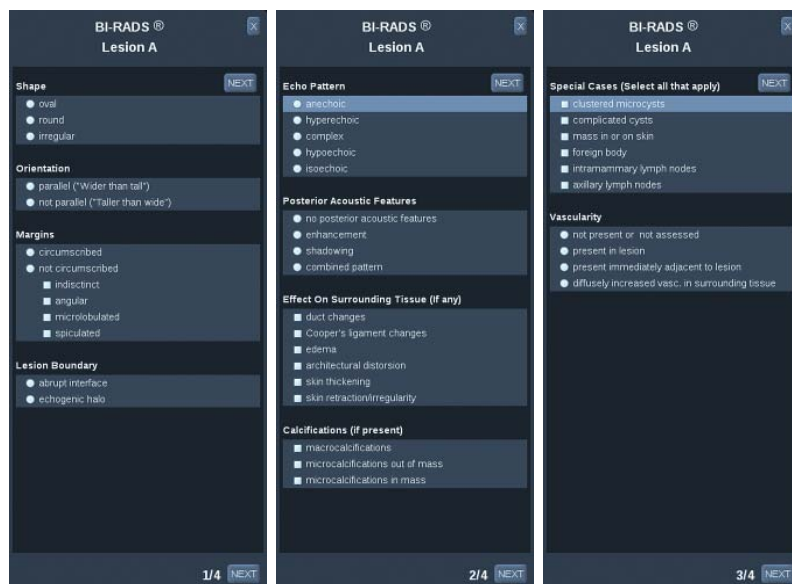 BI-RADS ®
X
Lesion A
NEXT
Shape
oval
round
irregular
Orientation
parallel ("Wider than tall")
not parallel ("Taller than wide")
Margins
circumscribed
not circumscribed
indisctinct
angular
microlobulated
spiculated
Lesion Boundary
abrupt interface
echogenic halo
1/4 NEXT
BI-RADS ®
X
Lesion A
NEXT
Echo Pattern
anechoic
hyperechoic
complex
hypoechoic
isoechoic
Posterior Acoustic Features
no posterior acoustic features
enhancement
shadowing
combined pattern
Effect On Surrounding Tissue (If any)
duct changes
Cooper's ligament changes
edema
architectural distorsion
skin thickening
skin retraction/irregularity
Calcifications (if present)
macrocalcifications
microcalcifications out of mass
microcalcifications in mass
2/4 NEXT
BI-RADS ®
X
Lesion A
NEXT
Special Cases (Select all that apply)
clustered microcysts
complicated cysts
mass in or on skin
foreign body
intramammary lymph nodes
axillary lymph nodes
Vascularity
not present or not assessed
present in lesion
present immediately adjacent to lesion
diffusely increased vasc. in surrounding tissue
3/4 NEXT